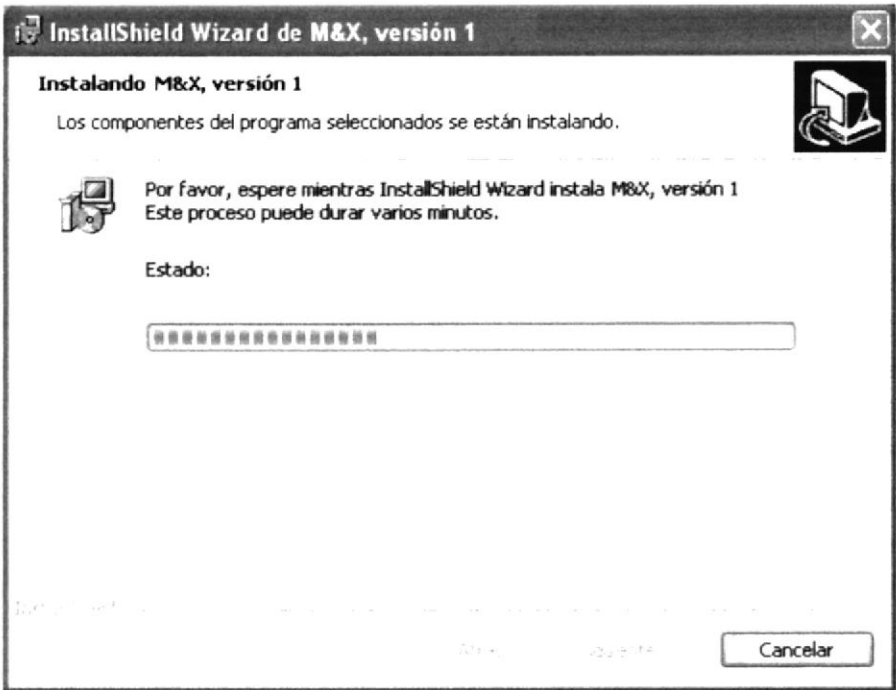 InstallShield Wizard de M&X, versión 1
Instalando M&X, versión 1
Los componentes del programa seleccionados se están instalando.
Por favor, espere mientras InstallShield Wizard instala M&X, versión 1
Este proceso puede durar varios minutos.
Estado:
Cancelar